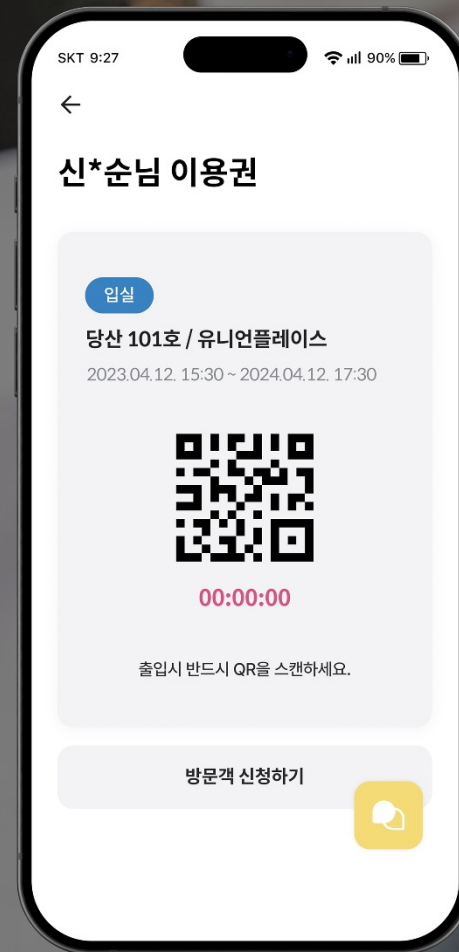 SKT 9:27
90%
신*순님 이용권
입실
당산 101호 / 유니언플레이스
2023.04.12. 15:30 ~ 2024.04.12. 17:30
00:00:00
출입시 반드시 QR을 스캔하세요.
방문객 신청하기